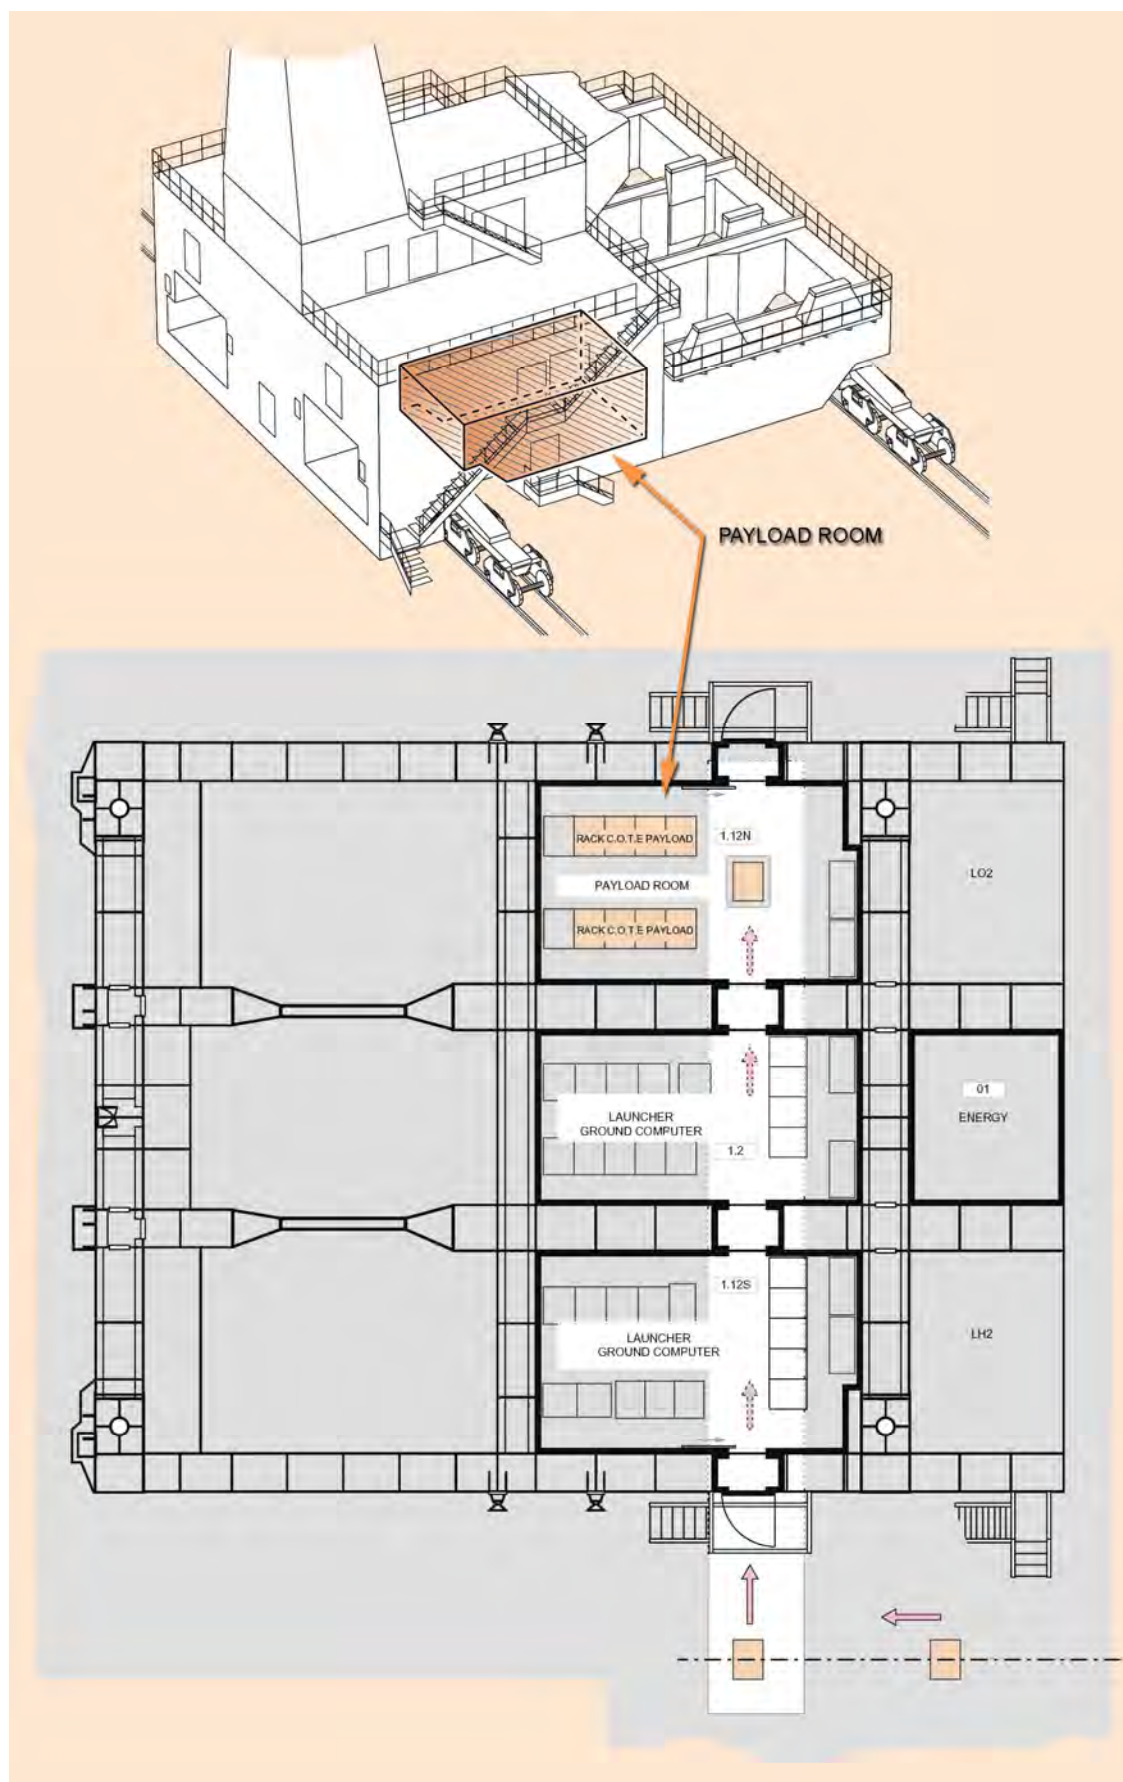 PAYLOAD ROOM
RACK C.O.T.E PAYLOAD
1.12N
PAYLOAD ROOM
LO2
RACK C.O.T.E PAYLOAD
01
ENERGY
LAUNCHER
GROUND COMPUTER
1.2
1.12S
LAUNCHER
GROUND COMPUTER
LH2